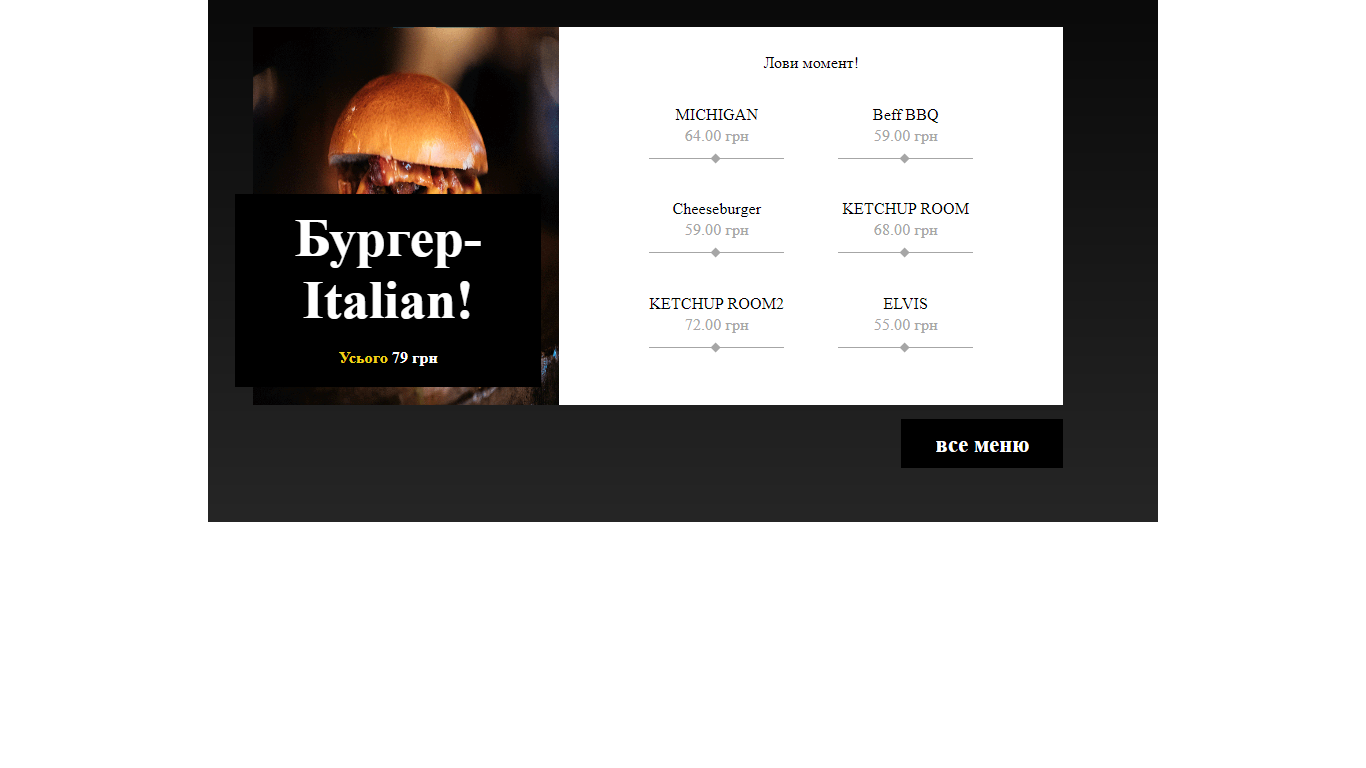 Бургер-
Italian!
Усього 79 грн
Лови момент!
MICHIGAN
64.00 грн
Beff BBQ
59.00 грн
Cheeseburger
59.00 грн
KETCHUP ROOM
68.00 грн
KETCHUP ROOM2
72.00 грн
ELVIS
55.00 грн
все меню